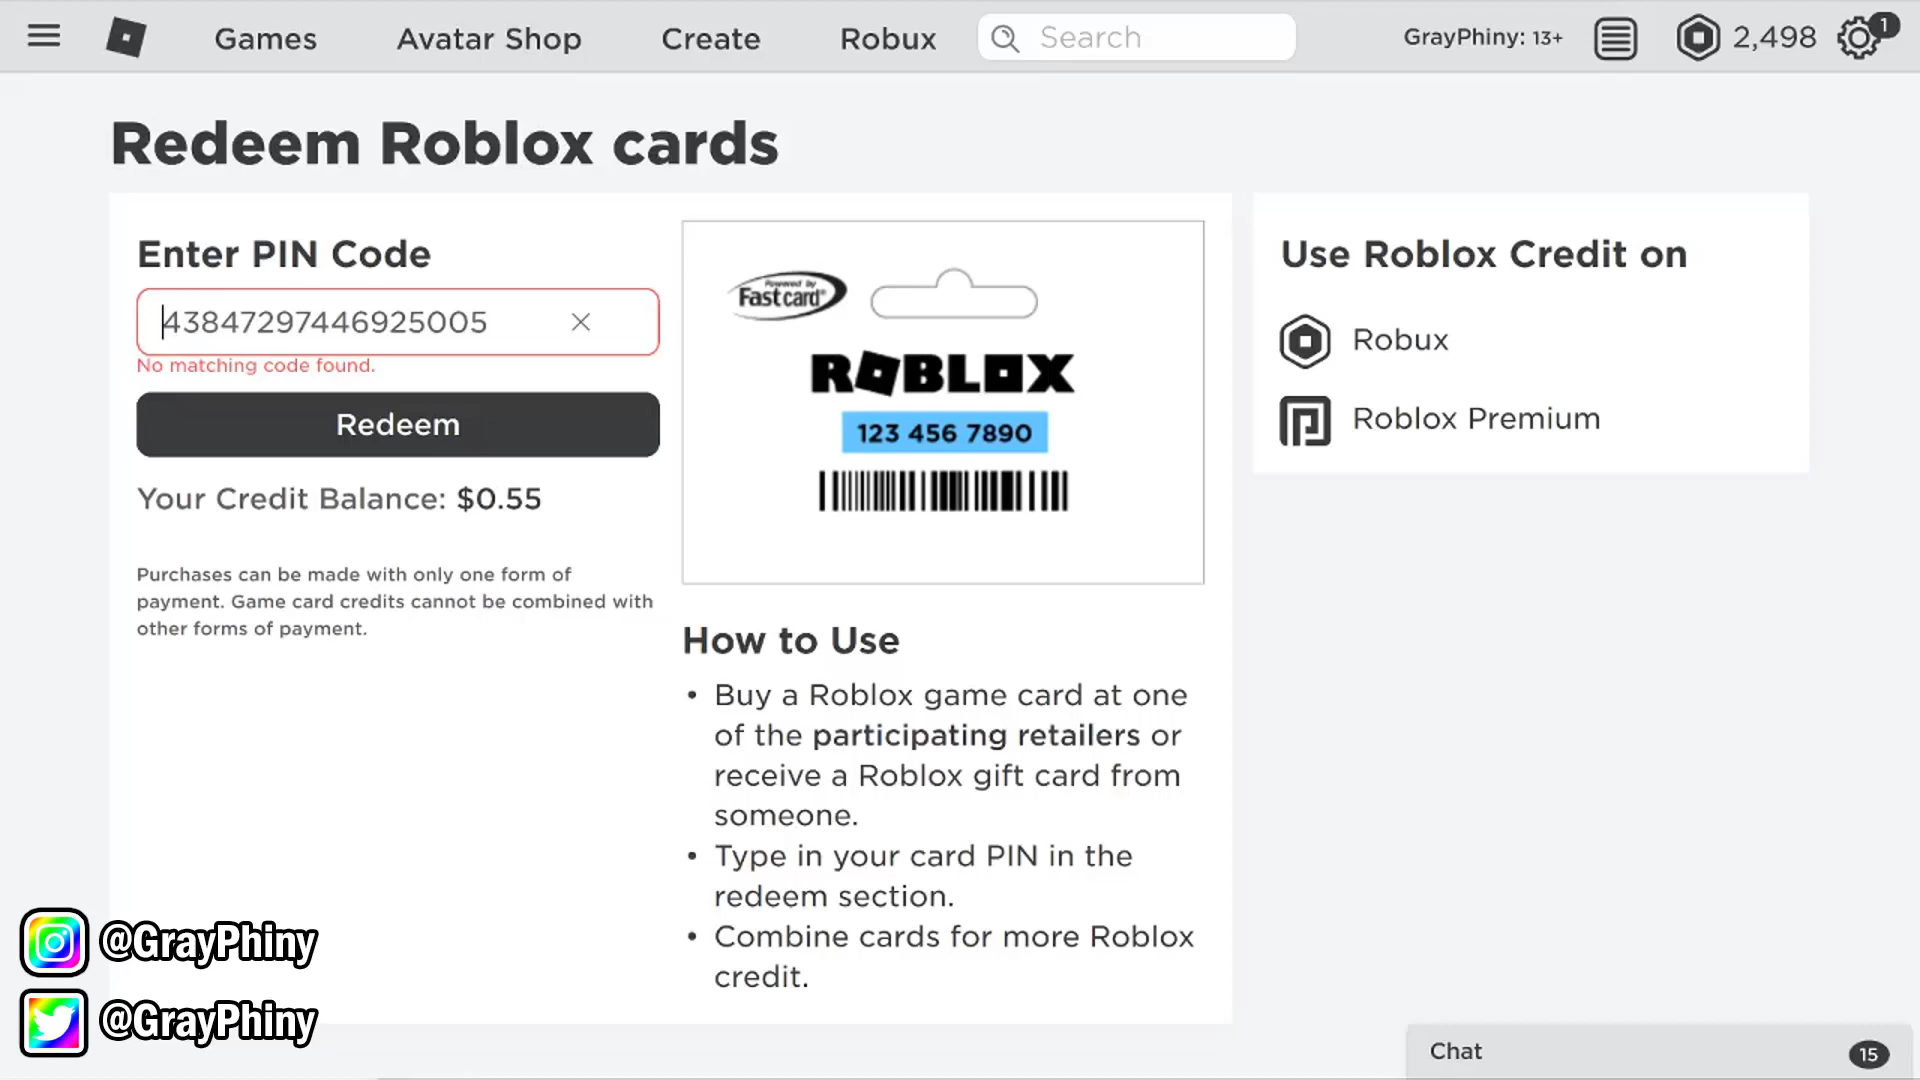 Games
Avatar Shop
Create
Robux
Search
GrayPhiny: 13+
2,498
1
Redeem Roblox cards
Enter PIN Code
43847297446925005
No matching code found.
Redeem
Your Credit Balance: $0.55
Purchases can be made with only one form of
payment. Game card credits cannot be combined with
other forms of payment.
Powered by
Fastcard®
ROBLOX
123 456 7890
How to Use
• Buy a Roblox game card at one
of the participating retailers or
receive a Roblox gift card from
someone.
• Type in your card PIN in the
redeem section.
• Combine cards for more Roblox
credit.
Use Roblox Credit on
Robux
Roblox Premium
@GrayPhiny
@GrayPhiny
Chat
15